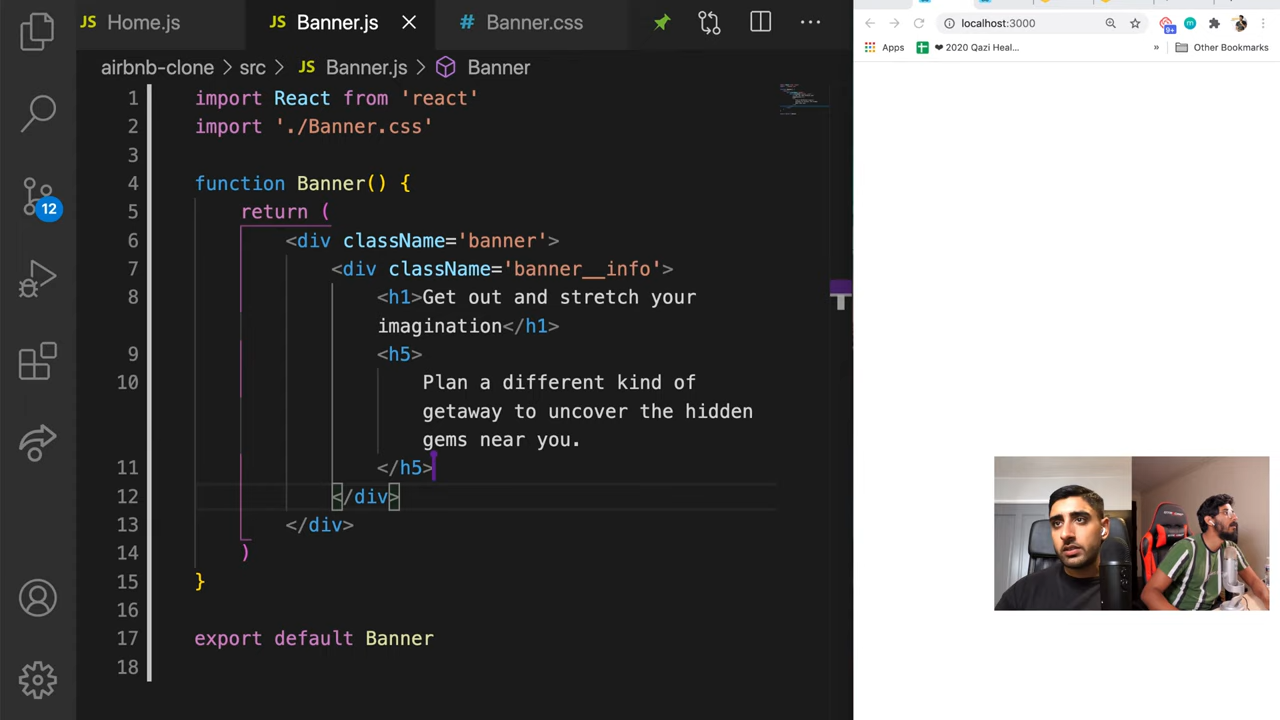 JS Home.js
JS Banner.js ×
# Banner.css
airbnb-clone > src > JS Banner.js > Banner
1 import React from 'react'
2 import './Banner.css'
3
4 function Banner() {
5 return (
6 <div className='banner'>
7 <div className='banner__info'>
8 <h1>Get out and stretch your
imagination</h1>
9 <h5>
10 Plan a different kind of
getaway to uncover the hidden
gems near you.
11 </h5>
12 </div>
13 </div>
14 )
15 }
16
17 export default Banner
18
12
localhost:3000
9+
m
Apps
❤ 2020 Qazi Heal...
»
Other Bookmarks